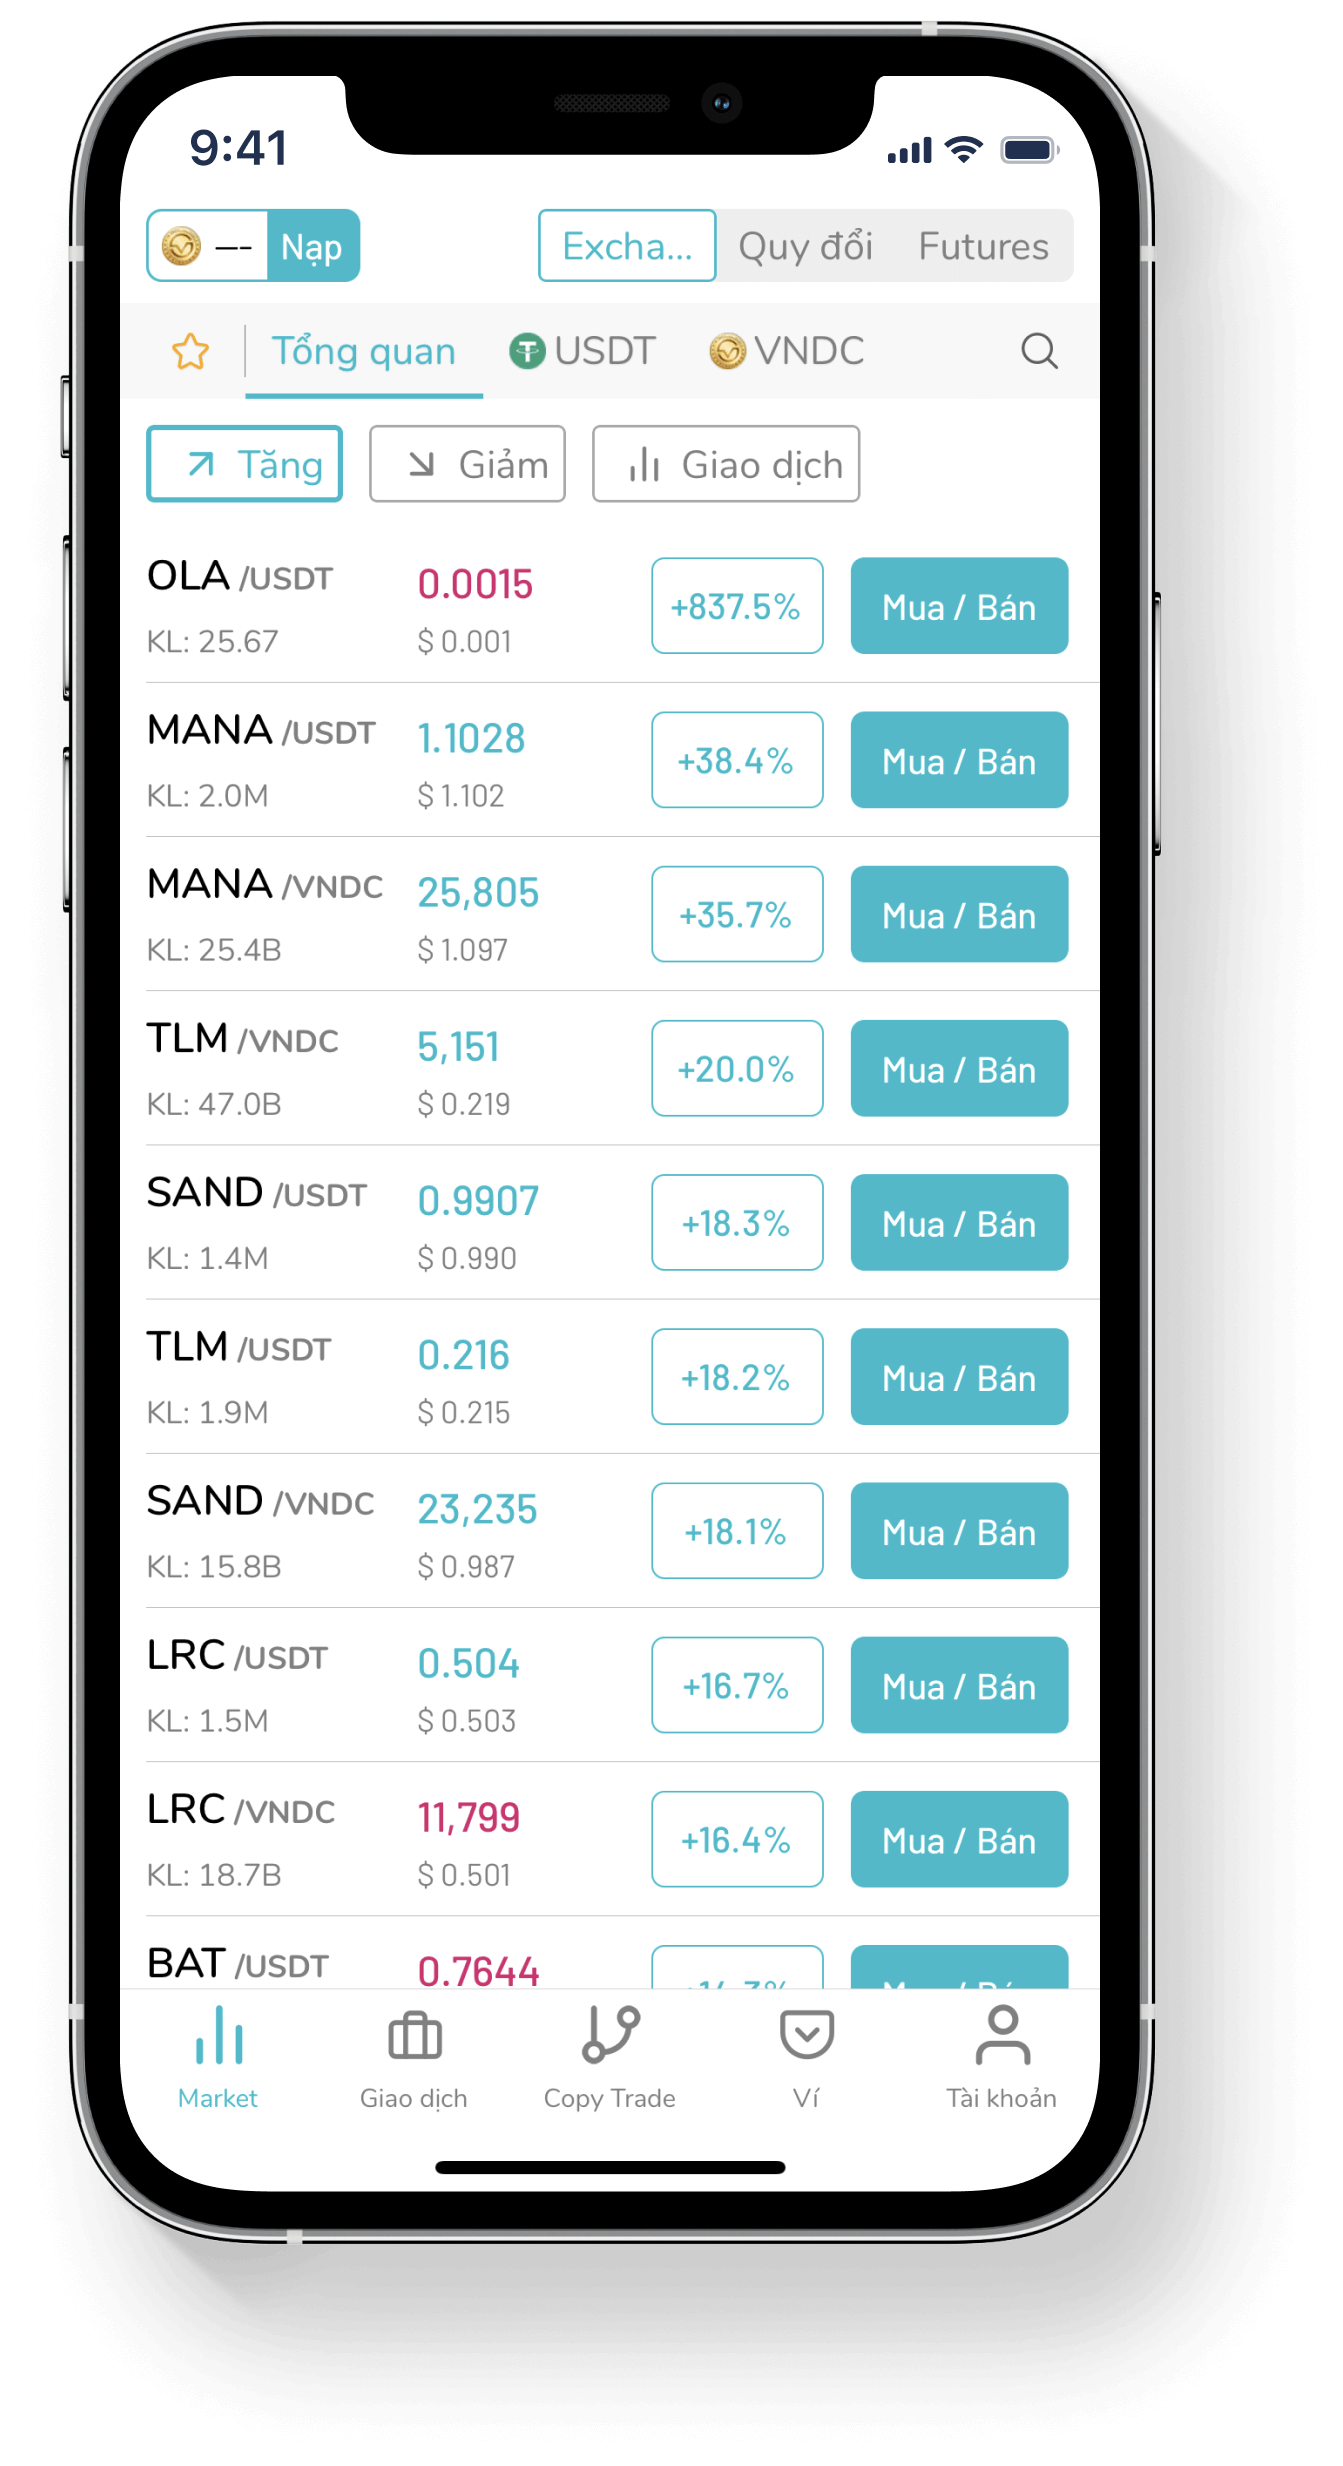 9:41
—- Nạp Excha... Quy đổi Futures
Tổng quan USDT VNDC
Tăng Giảm Giao dịch
OLA /USDT 0.0015 +837.5% Mua / Bán
KL: 25.67 $ 0.001
MANA /USDT 1.1028 +38.4% Mua / Bán
KL: 2.0M $ 1.102
MANA /VNDC 25,805 +35.7% Mua / Bán
KL: 25.4B $ 1.097
TLM /VNDC 5,151 +20.0% Mua / Bán
KL: 47.0B $ 0.219
SAND /USDT 0.9907 +18.3% Mua / Bán
KL: 1.4M $ 0.990
TLM /USDT 0.216 +18.2% Mua / Bán
KL: 1.9M $ 0.215
SAND /VNDC 23,235 +18.1% Mua / Bán
KL: 15.8B $ 0.987
LRC /USDT 0.504 +16.7% Mua / Bán
KL: 1.5M $ 0.503
LRC /VNDC 11,799 +16.4% Mua / Bán
KL: 18.7B $ 0.501
BAT /USDT 0.7644
Market Giao dịch Copy Trade Ví Tài khoản